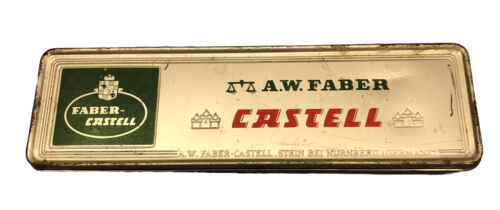 FABER-
CASTELL
A.W. FABER
CASTELL
A.W. FABER-CASTELL, STEIN BEI NÜRNBERG (GERMANY)